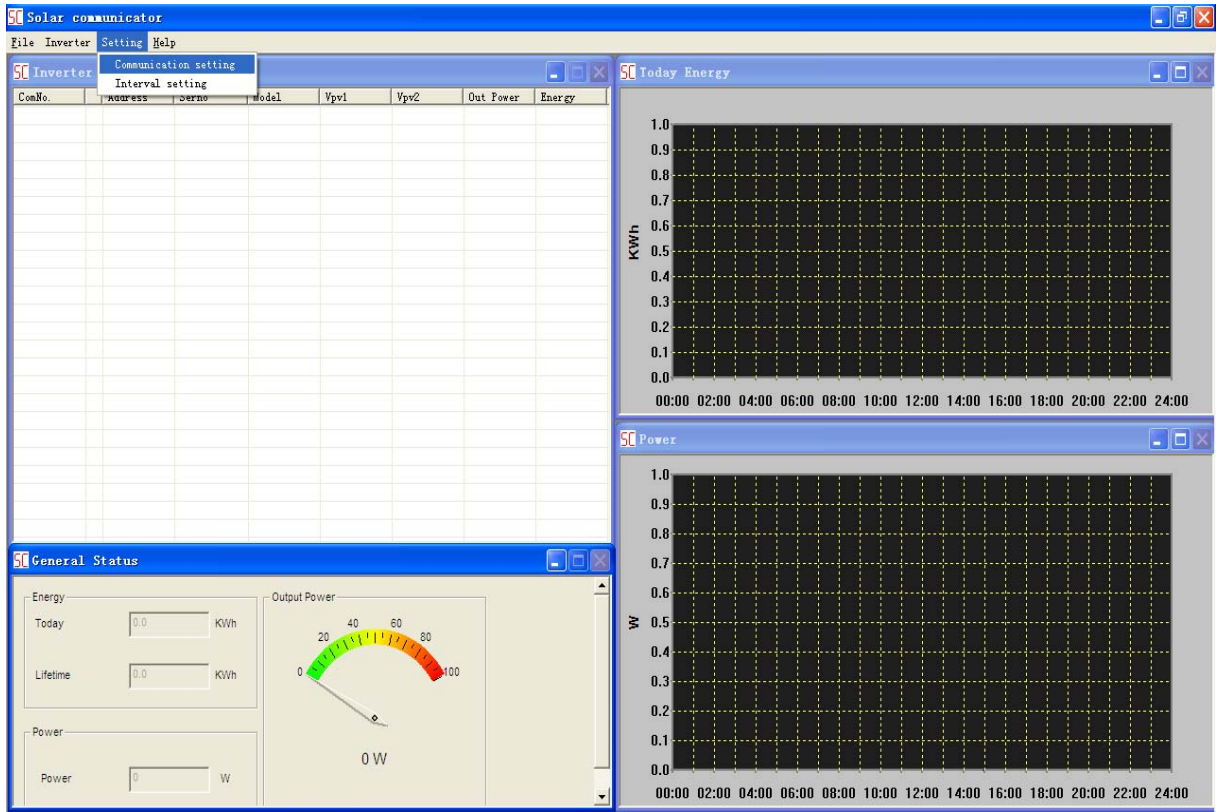 SC Solar communicator
File Inverter Setting Help
Communication setting
Interval setting
SC Inverter
ComNo. Address Serno Model Vpv1 Vpv2 Out Power Energy
SC Today Energy
1.0
0.9
0.8
0.7
0.6
0.5
0.4
0.3
0.2
0.1
0.0
KWh
00:00 02:00 04:00 06:00 08:00 10:00 12:00 14:00 16:00 18:00 20:00 22:00 24:00
SC Power
1.0
0.9
0.8
0.7
0.6
0.5
0.4
0.3
0.2
0.1
0.0
W
00:00 02:00 04:00 06:00 08:00 10:00 12:00 14:00 16:00 18:00 20:00 22:00 24:00
SC General Status
Energy
Today 0.0 KWh
Lifetime 0.0 KWh
Power
Power 0 W
Output Power
0 20 40 60 80 100
0 W